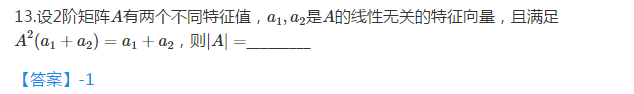 13.设2阶矩阵A有两个不同特征值，a₁,a₂是A的线性无关的特征向量，且满足
A²(a₁ + a₂) = a₁ + a₂，则|A| =________
【答案】-1